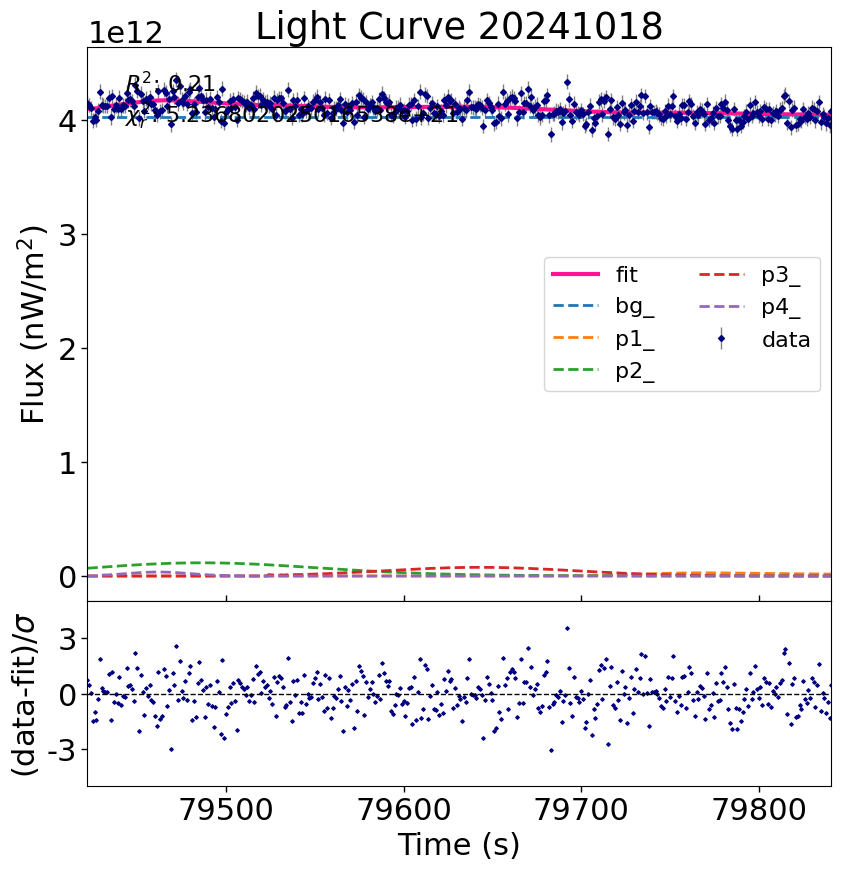 Light Curve 20241018
1e12
R²: 0.21
4
3
2
1
0
Flux (nW/m²)
fit
bg_
p1_
p2_
p3_
p4_
data
3
0
-3
(data-fit)/σ
79500 79600 79700 79800
Time (s)